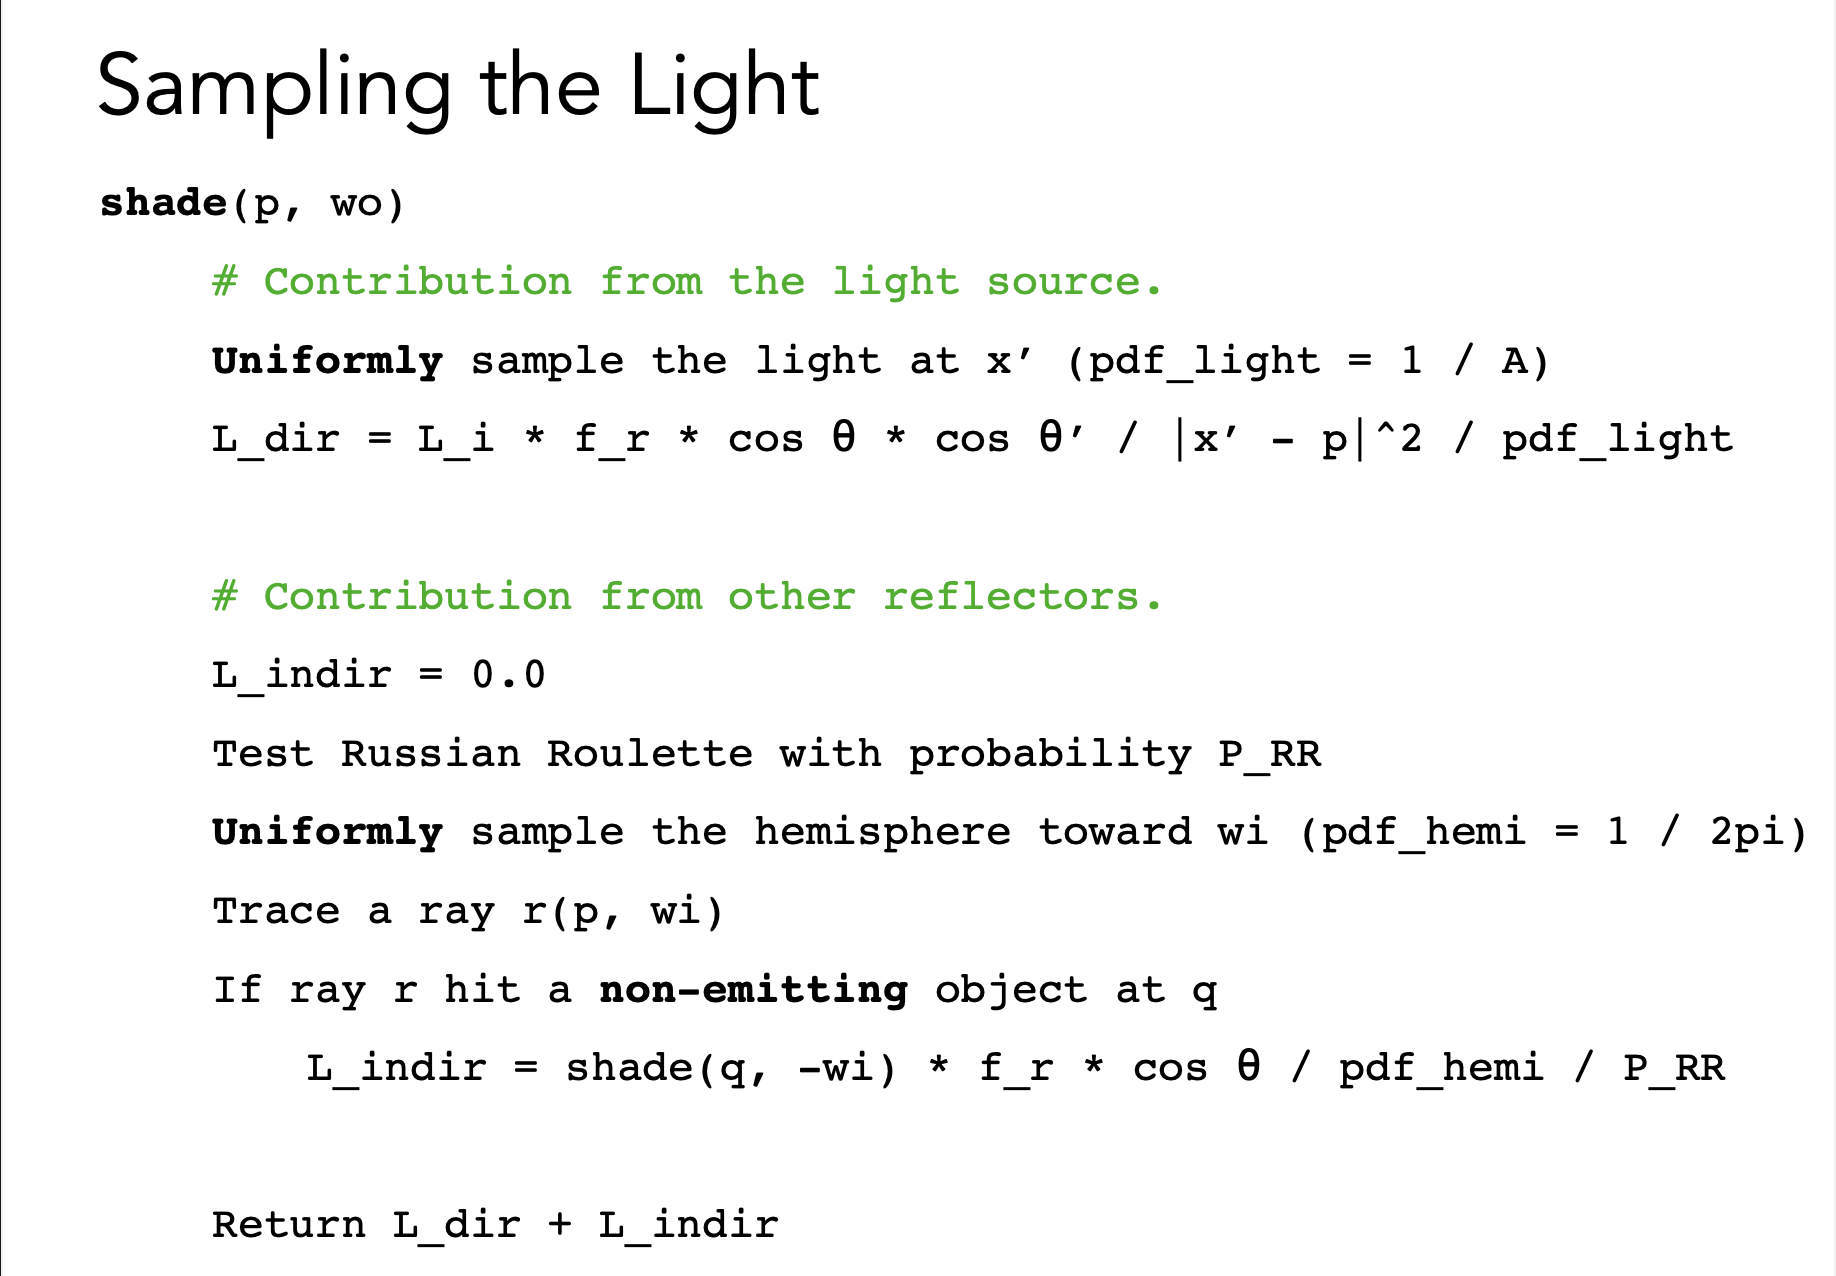 Sampling the Light
shade(p, wo)
# Contribution from the light source.
Uniformly sample the light at x′ (pdf_light = 1 / A)
L_dir = L_i * f_r * cos θ * cos θ′ / |x′ - p|^2 / pdf_light
# Contribution from other reflectors.
L_indir = 0.0
Test Russian Roulette with probability P_RR
Uniformly sample the hemisphere toward wi (pdf_hemi = 1 / 2pi)
Trace a ray r(p, wi)
If ray r hit a non-emitting object at q
L_indir = shade(q, -wi) * f_r * cos θ / pdf_hemi / P_RR
Return L_dir + L_indir